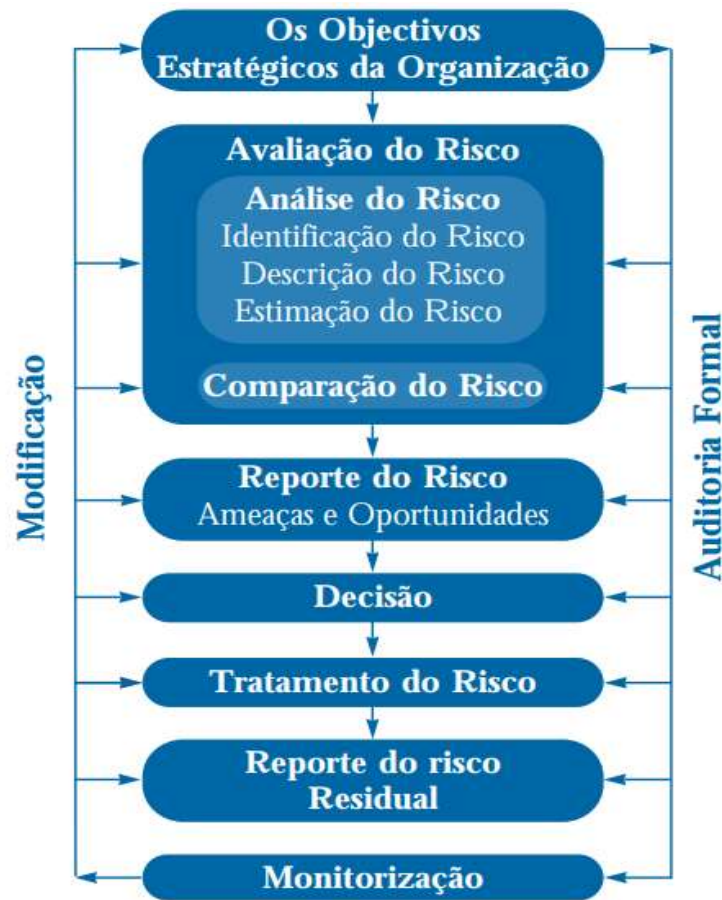 Os Objectivos
Estratégicos da Organização
Avaliação do Risco
Análise do Risco
Identificação do Risco
Descrição do Risco
Estimação do Risco
Comparação do Risco
Reporte do Risco
Ameaças e Oportunidades
Decisão
Tratamento do Risco
Reporte do risco
Residual
Monitorização
Modificação
Auditoria Formal